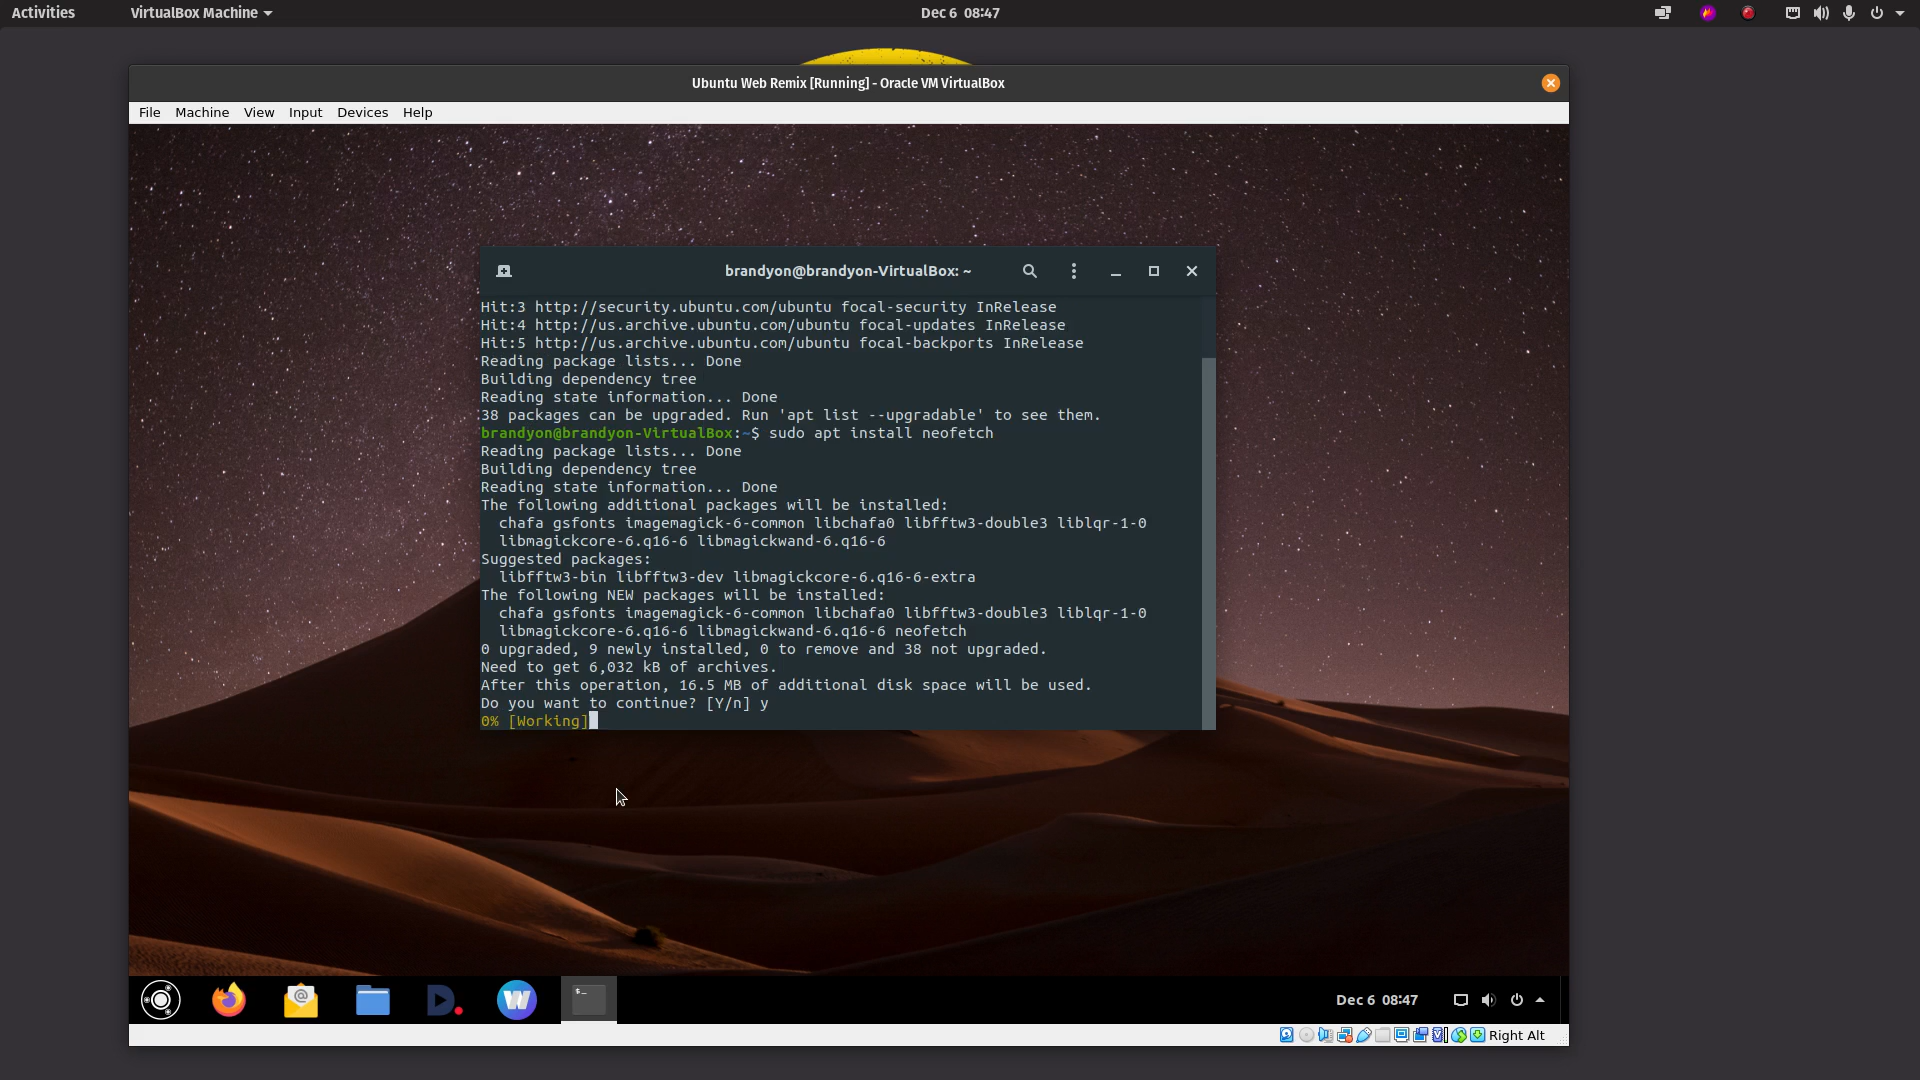 Activities VirtualBox Machine Dec 6 08:47
Ubuntu Web Remix [Running] - Oracle VM VirtualBox
File Machine View Input Devices Help
brandyon@brandyon-VirtualBox: ~
Hit:3 http://security.ubuntu.com/ubuntu focal-security InRelease
Hit:4 http://us.archive.ubuntu.com/ubuntu focal-updates InRelease
Hit:5 http://us.archive.ubuntu.com/ubuntu focal-backports InRelease
Reading package lists... Done
Building dependency tree
Reading state information... Done
38 packages can be upgraded. Run 'apt list --upgradable' to see them.
brandyon@brandyon-VirtualBox:~$ sudo apt install neofetch
Reading package lists... Done
Building dependency tree
Reading state information... Done
The following additional packages will be installed:
chafa gsfonts imagemagick-6-common libchafa0 libfftw3-double3 liblqr-1-0
libmagickcore-6.q16-6 libmagickwand-6.q16-6
Suggested packages:
libfftw3-bin libfftw3-dev libmagickcore-6.q16-6-extra
The following NEW packages will be installed:
chafa gsfonts imagemagick-6-common libchafa0 libfftw3-double3 liblqr-1-0
libmagickcore-6.q16-6 libmagickwand-6.q16-6 neofetch
0 upgraded, 9 newly installed, 0 to remove and 38 not upgraded.
Need to get 6,032 kB of archives.
After this operation, 16.5 MB of additional disk space will be used.
Do you want to continue? [Y/n] y
0% [Working]
Dec 6 08:47
Right Alt